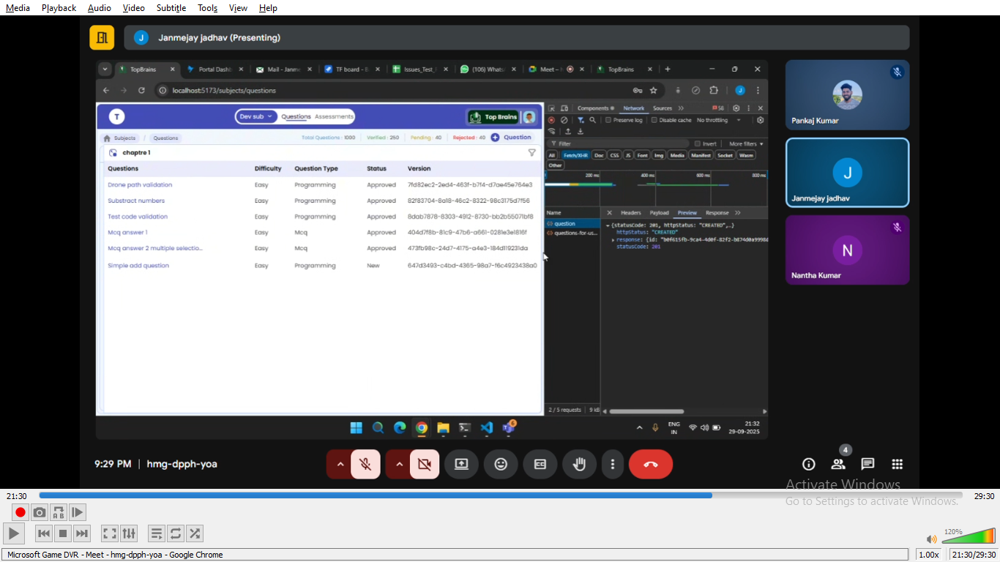 Media Playback Audio Video Subtitle Tools View Help
J Janmejay jadhav (Presenting)
TopBrains Portal Dashb Mail - Janme TF board - B Issues_Test_ (106) Whats Meet – TopBrains
localhost:5173/subjects/questions
T Dev sub Questions Assessments Top Brains
Subjects / Questions Total Questions : 1000 Verified : 250 Pending : 40 Rejected : 40 Question
chaptre 1
Questions Difficulty Question Type Status Version
Drone path validation Easy Programming Approved 7fd82ec2-2ed4-463f-b7f4-d7ae45e764e3
Substract numbers Easy Programming Approved 82f83704-8a18-46c2-8322-98c3175d7f56
Test code validation Easy Programming Approved 8dab7878-8303-4912-8730-bb2b55071bf8
Mcq answer 1 Easy Mcq Approved 404d7f8b-81c9-47b6-a661-0281e3e1816f
Mcq answer 2 multiple selectio... Easy Mcq Approved 473fb98c-24d7-4175-a4e3-184d119231da
Simple add question Easy Programming New 647d3493-c4bd-4365-98a7-f6c4923438a0
Components Network Sources 56
Preserve log Disable cache No throttling
Filter Invert More filters
All Fetch/XHR Doc CSS JS Font Img Media Manifest Socket Wasm
Other
200 ms 400 ms 600 ms 800 ms
Name Headers Payload Preview Response
question
questions-for-us...
{statusCode: 201, httpStatus: "CREATED",…}
httpStatus: "CREATED"
response: {id: "b0f615fb-9ca4-4d0f-82f2-b874d0a9998d
statusCode: 201
2 / 5 requests 9 kB
6
ENG
IN
21:32
29-09-2025
Pankaj Kumar
J
Janmejay jadhav
N
Nantha Kumar
9:29 PM | hmg-dpph-yoa
4
Activate Windows
Go to Settings to activate Windows.
21:30 29:30
A B
120%
Microsoft Game DVR - Meet - hmg-dpph-yoa - Google Chrome 1.00x 21:30/29:30